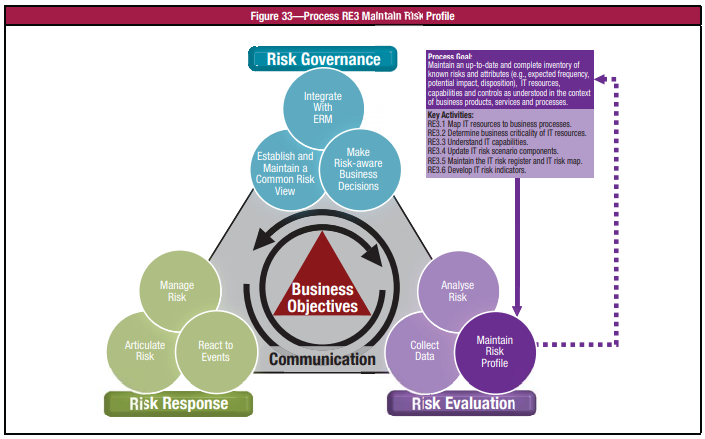 Figure 33—Process RE3 Maintain Risk Profile
Risk Governance
Integrate
With
ERM
Establish and
Maintain a
Common Risk
View
Make
Risk-aware
Business
Decisions
Process Goal:
Maintain an up-to-date and complete inventory of
known risks and attributes (e.g., expected frequency,
potential impact, disposition), IT resources,
capabilities and controls as understood in the context
of business products, services and processes.
Key Activities:
RE3.1 Map IT resources to business processes.
RE3.2 Determine business criticality of IT resources.
RE3.3 Understand IT capabilities.
RE3.4 Update IT risk scenario components.
RE3.5 Maintain the IT risk register and IT risk map.
RE3.6 Develop IT risk indicators.
Business
Objectives
Communication
Manage
Risk
Articulate
Risk
React to
Events
Risk Response
Analyse
Risk
Collect
Data
Maintain
Risk
Profile
Risk Evaluation